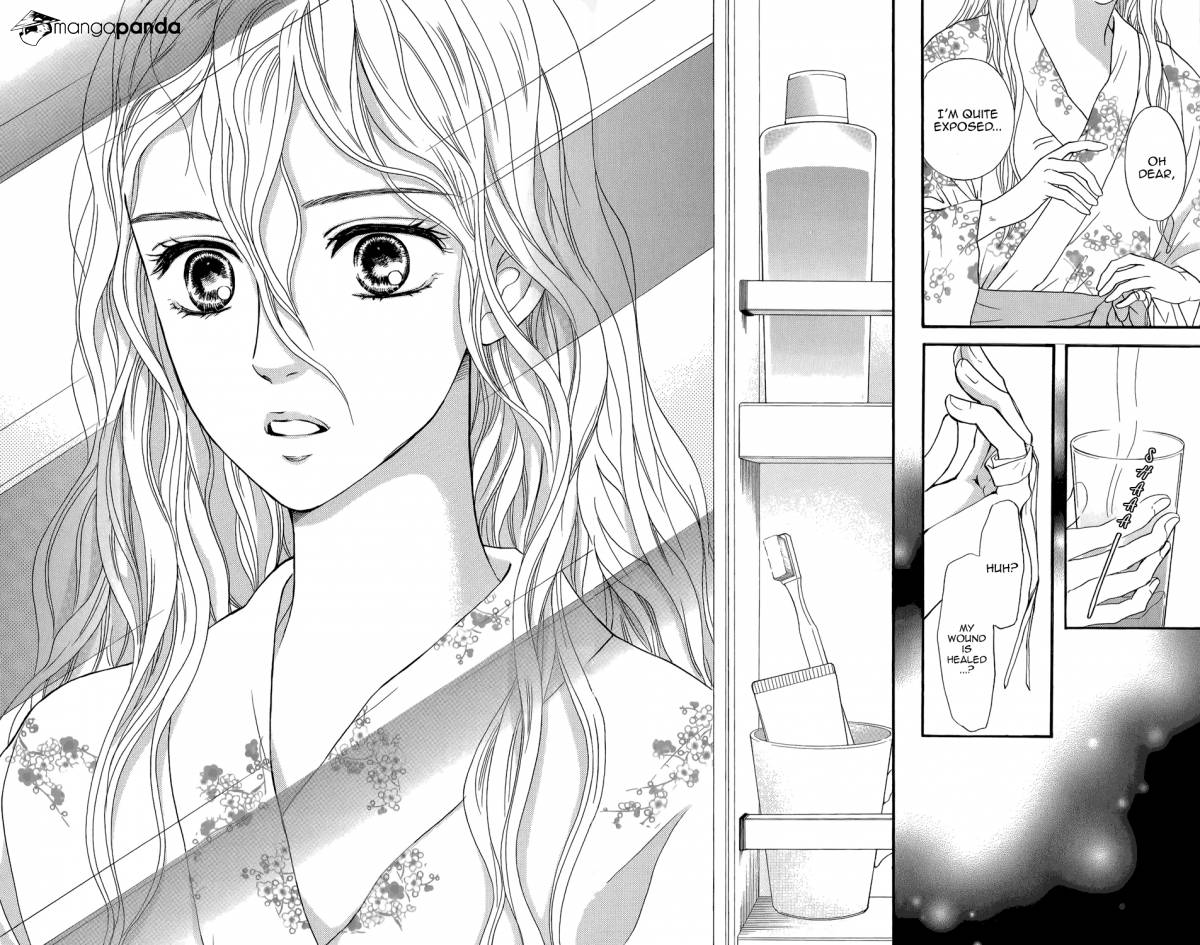 mangapanda
OH
DEAR,
I'M QUITE
EXPOSED...
SHAAA
HUH?
MY
WOUND
IS
HEALED
...?